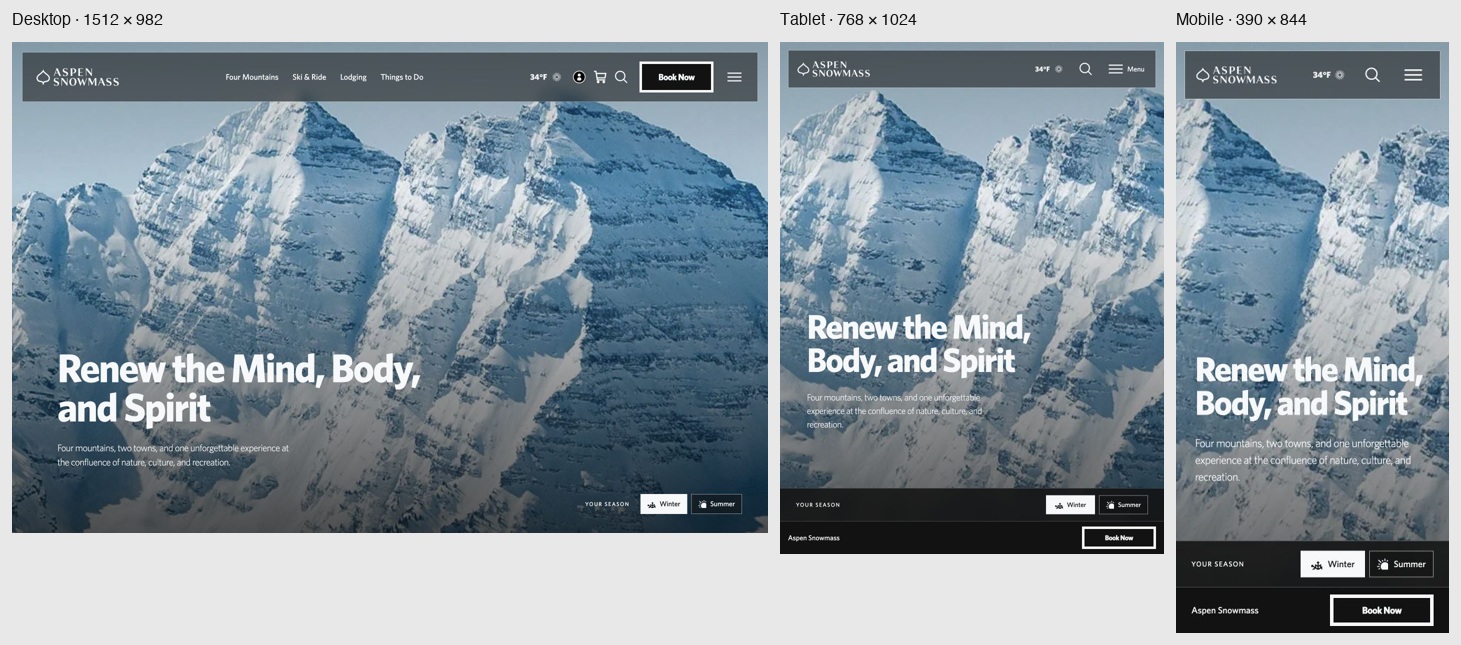 Desktop · 1512 × 982
ASPEN
SNOWMASS
Four Mountains Ski & Ride Lodging Things to Do
34°F
Book Now
Renew the Mind, Body,
and Spirit
Four mountains, two towns, and one unforgettable experience at
the confluence of nature, culture, and recreation.
YOUR SEASON Winter Summer
Tablet · 768 × 1024
ASPEN
SNOWMASS
34°F
Menu
Renew the Mind,
Body, and Spirit
Four mountains, two towns, and one unforgettable
experience at the confluence of nature, culture, and
recreation.
YOUR SEASON Winter Summer
Aspen Snowmass Book Now
Mobile · 390 × 844
ASPEN
SNOWMASS
34°F
Renew the Mind,
Body, and Spirit
Four mountains, two towns, and one unforgettable
experience at the confluence of nature, culture, and
recreation.
YOUR SEASON Winter Summer
Aspen Snowmass Book Now